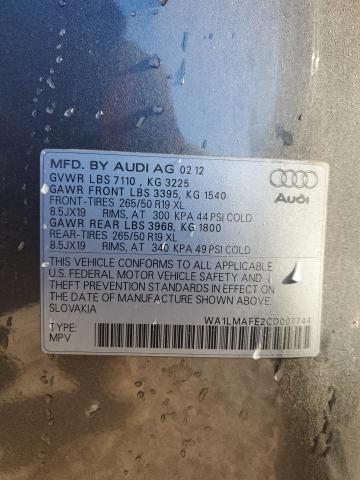 MFD. BY AUDI AG 02 12
GVWR LBS 7110 , KG 3225
GAWR FRONT LBS 3395, KG 1540
FRONT-TIRES 265/50 R19 XL
8.5JX19 RIMS, AT 300 KPA 44 PSI COLD
GAWR REAR LBS 3968, KG 1800
REAR-TIRES 265/50 R19 XL
8.5JX19 RIMS, AT 340 KPA 49 PSI COLD
Audi
THIS VEHICLE CONFORMS TO ALL APPLICABLE
U.S. FEDERAL MOTOR VEHICLE SAFETY AND
THEFT PREVENTION STANDARDS IN EFFECT ON
THE DATE OF MANUFACTURE SHOWN ABOVE.
SLOVAKIA
WA1LMAFE2CD007744
TYPE:
MPV